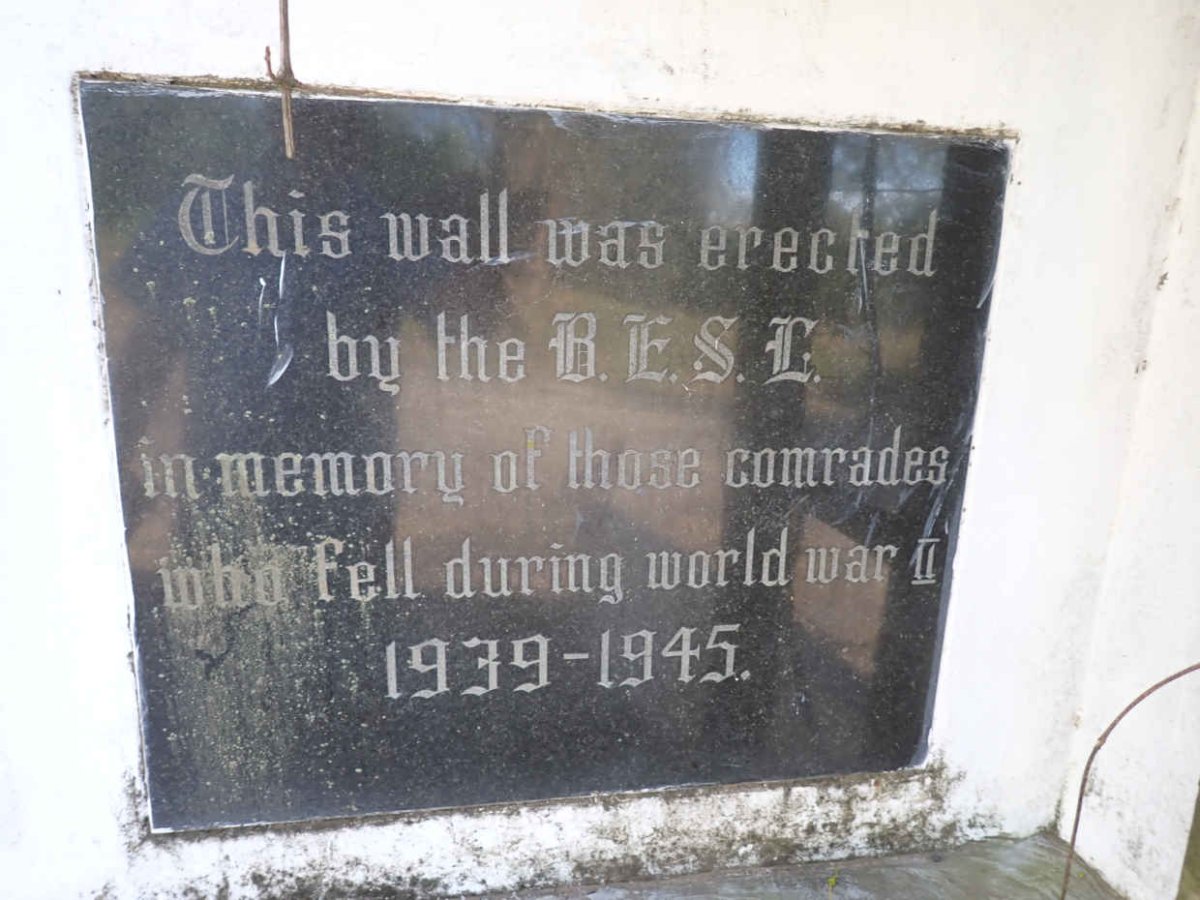 This wall was erected
by the B.E.S.L.
in memory of those comrades
who fell during world war II
1939-1945.